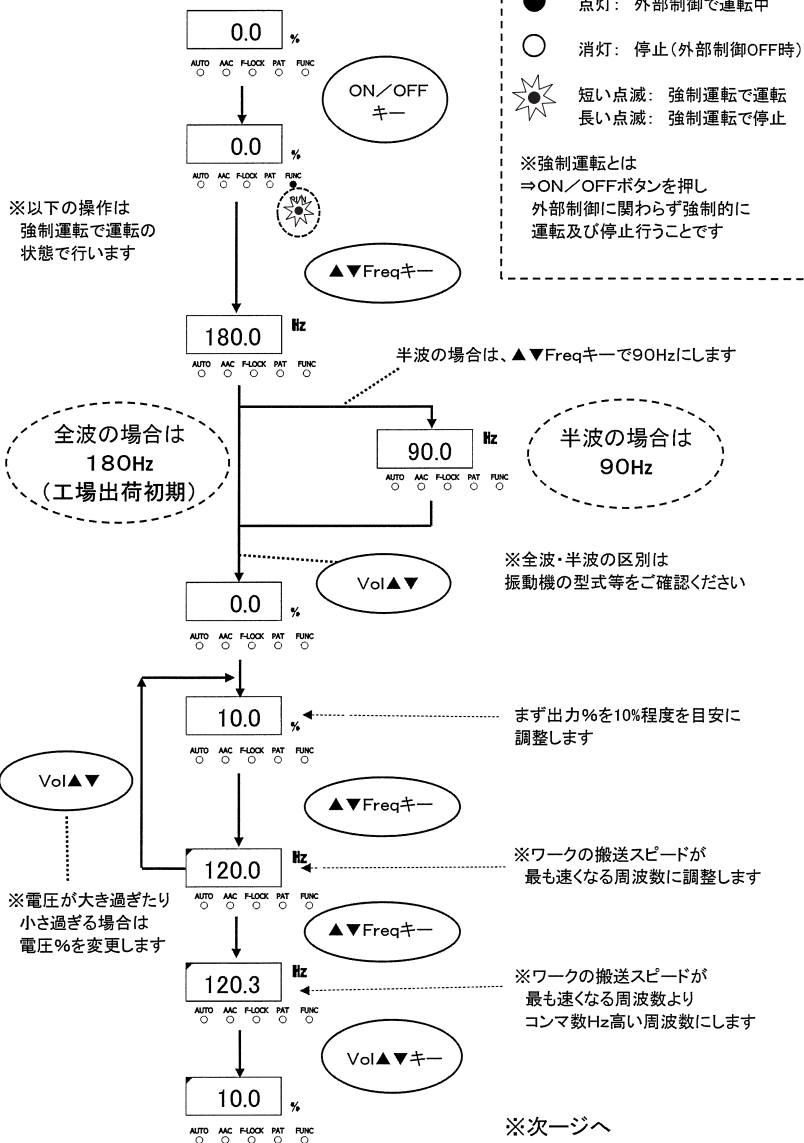 点灯： 外部制御で運転中
消灯： 停止（外部制御OFF時）
短い点滅： 強制運転で運転
長い点滅： 強制運転で停止
※強制運転とは
⇒ON／OFFボタンを押し
外部制御に関わらず強制的に
運転及び停止行うことです
0.0 %
AUTO AAC F-LOCK PAT FUNC
ON／OFF
キー
0.0 %
AUTO AAC F-LOCK PAT FUNC
RUN
※以下の操作は
強制運転で運転の
状態で行います
▲▼Freqキー
180.0 Hz
AUTO AAC F-LOCK PAT FUNC
半波の場合は、▲▼Freqキーで90Hzにします
全波の場合は
180Hz
（工場出荷初期）
90.0 Hz
AUTO AAC F-LOCK PAT FUNC
半波の場合は
90Hz
Vol▲▼
※全波・半波の区別は
振動機の型式等をご確認ください
0.0 %
AUTO AAC F-LOCK PAT FUNC
10.0 %
AUTO AAC F-LOCK PAT FUNC
まず出力%を10%程度を目安に
調整します
Vol▲▼
▲▼Freqキー
120.0 Hz
AUTO AAC F-LOCK PAT FUNC
※ワークの搬送スピードが
最も速くなる周波数に調整します
※電圧が大き過ぎたり
小さ過ぎる場合は
電圧%を変更します
▲▼Freqキー
120.3 Hz
AUTO AAC F-LOCK PAT FUNC
※ワークの搬送スピードが
最も速くなる周波数より
コンマ数Hz高い周波数にします
Vol▲▼キー
10.0 %
AUTO AAC F-LOCK PAT FUNC
※次ージへ